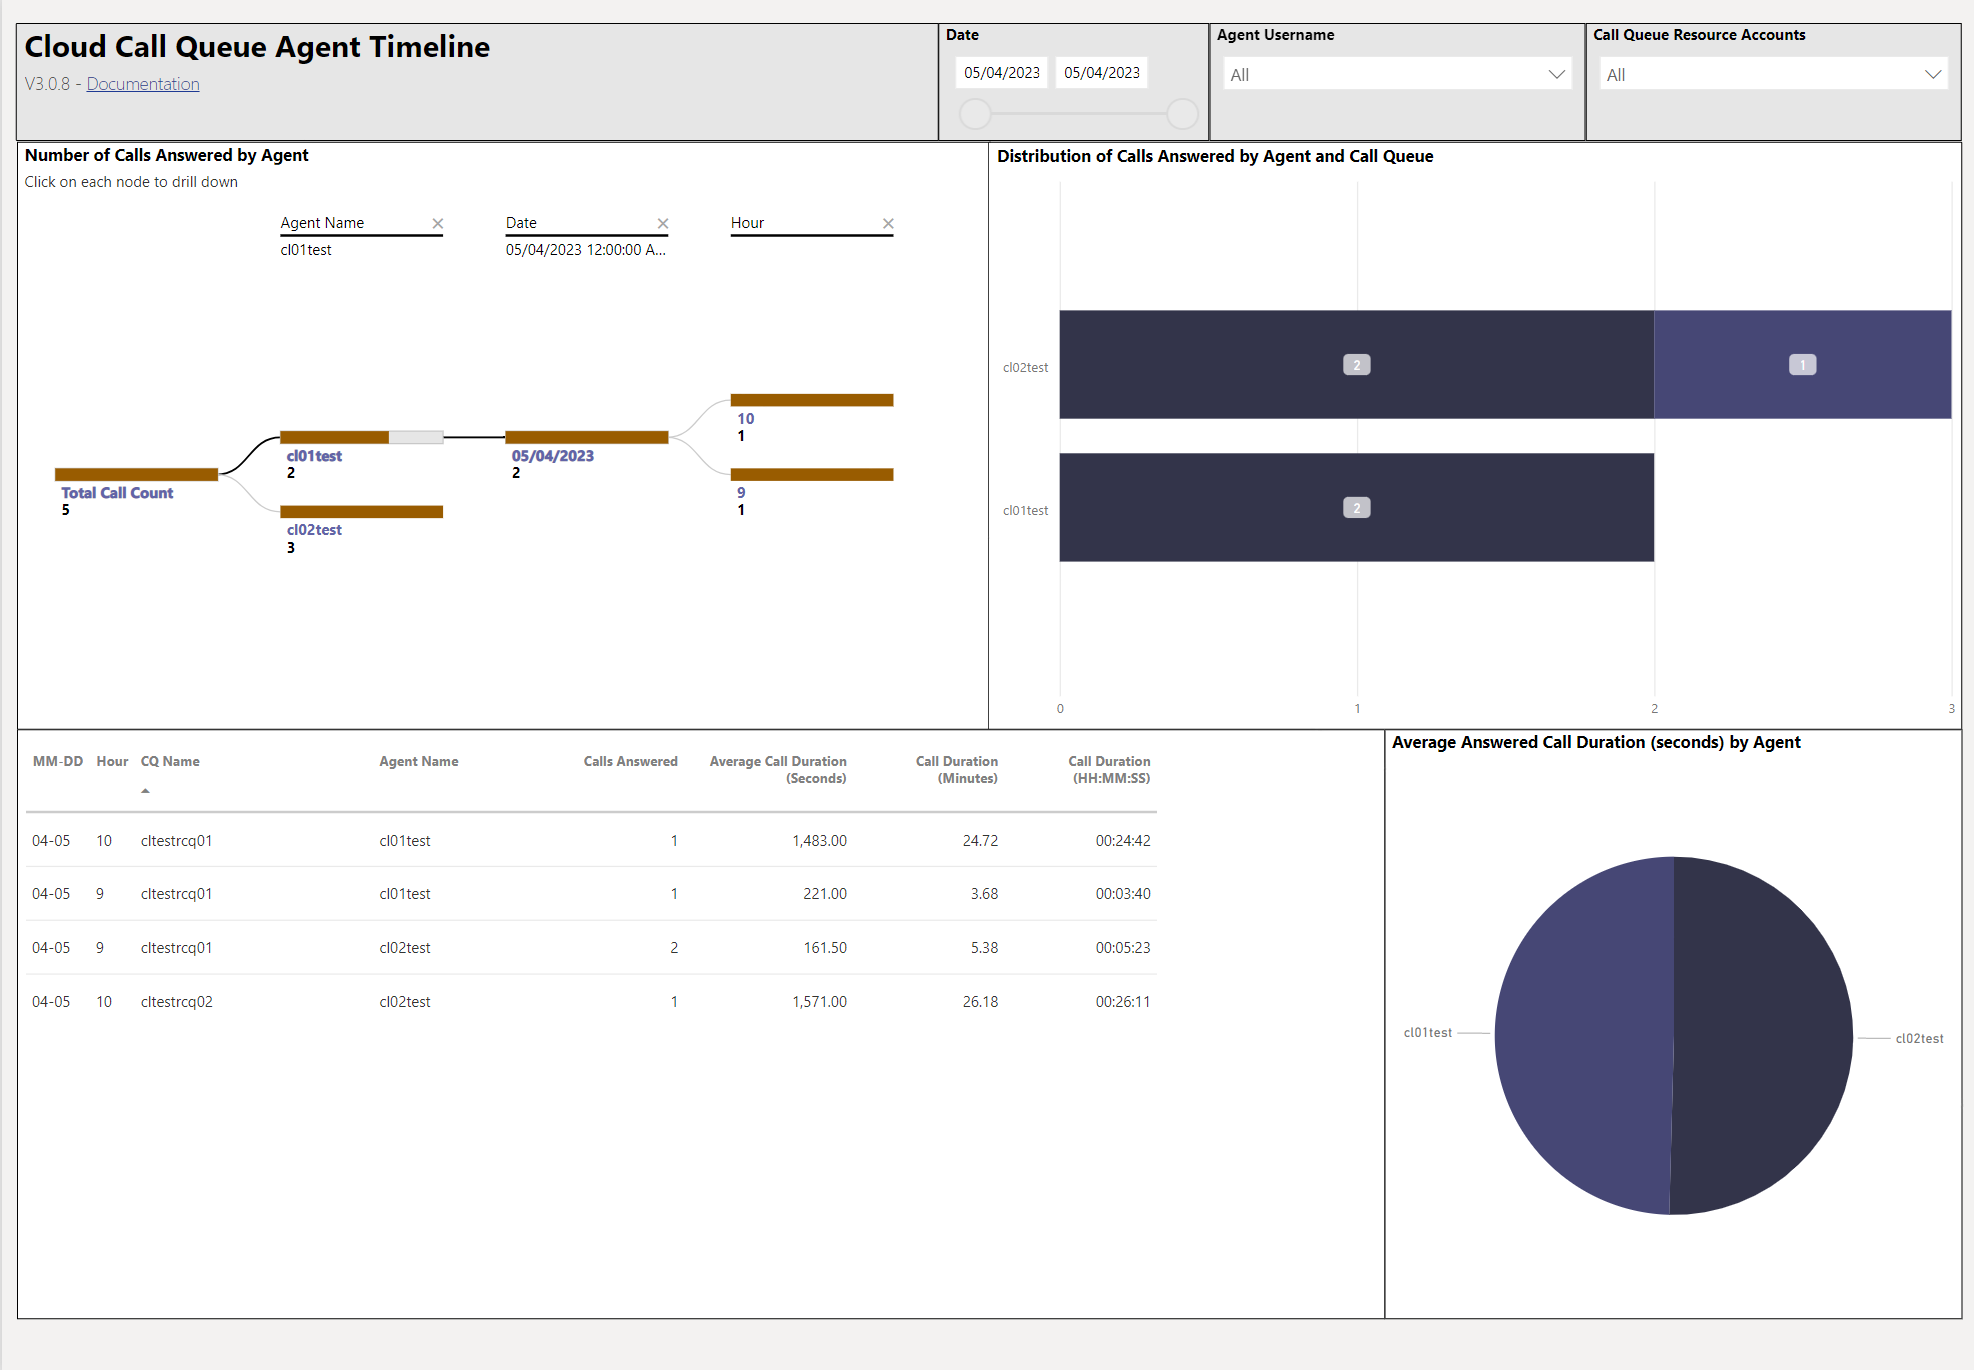 Cloud Call Queue Agent Timeline
V3.0.8 - Documentation
Date
05/04/2023 05/04/2023
Agent Username
All
Call Queue Resource Accounts
All
Number of Calls Answered by Agent
Click on each node to drill down
Agent Name
cl01test
Date
05/04/2023 12:00:00 A...
Hour
Total Call Count
5
cl01test
2
cl02test
3
05/04/2023
2
10
1
9
1
Distribution of Calls Answered by Agent and Call Queue
cl02test
2
1
cl01test
2
0 1 2 3
MM-DD Hour CQ Name Agent Name Calls Answered Average Call Duration (Seconds) Call Duration (Minutes) Call Duration (HH:MM:SS)
04-05 10 cltestrcq01 cl01test 1 1,483.00 24.72 00:24:42
04-05 9 cltestrcq01 cl01test 1 221.00 3.68 00:03:40
04-05 9 cltestrcq01 cl02test 2 161.50 5.38 00:05:23
04-05 10 cltestrcq02 cl02test 1 1,571.00 26.18 00:26:11
Average Answered Call Duration (seconds) by Agent
cl01test
cl02test